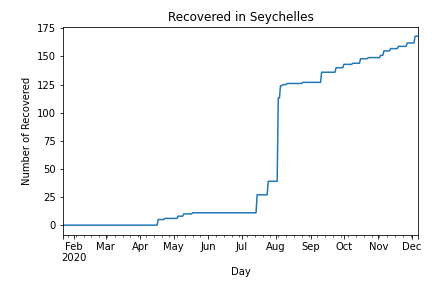 Recovered in Seychelles
175
150
125
100
75
50
25
0
Number of Recovered
Feb Mar Apr May Jun Jul Aug Sep Oct Nov Dec
2020
Day